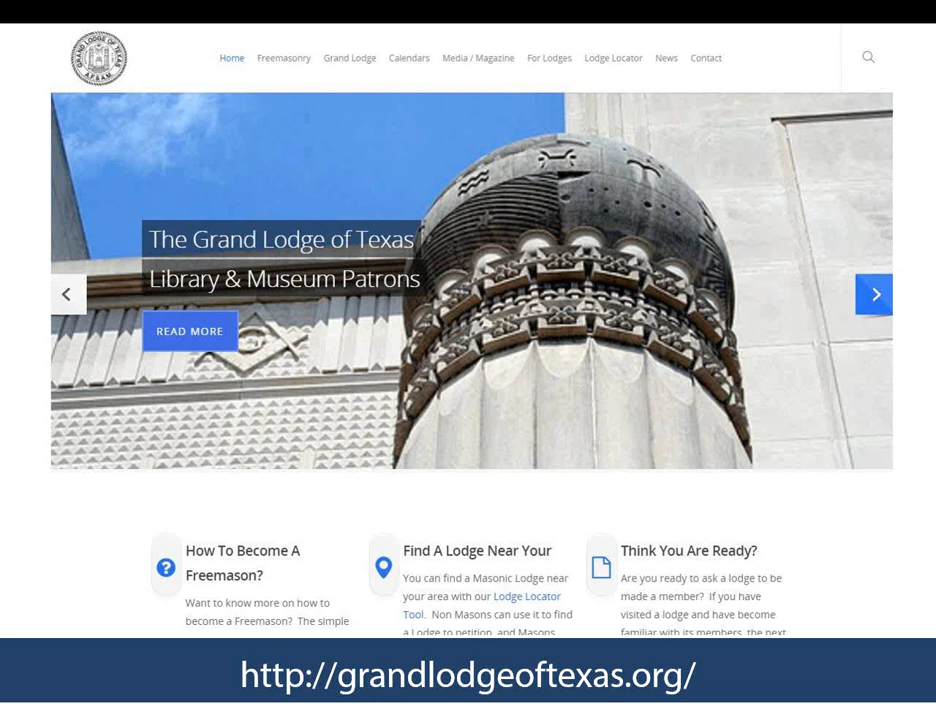 GRAND LODGE OF TEXAS
A.F.&A.M.
Home Freemasonry Grand Lodge Calendars Media / Magazine For Lodges Lodge Locator News Contact
The Grand Lodge of Texas
Library & Museum Patrons
READ MORE
How To Become A
Freemason?
Want to know more on how to
become a Freemason? The simple
Find A Lodge Near Your
You can find a Masonic Lodge near
your area with our Lodge Locator
Tool. Non Masons can use it to find
a Lodge to petition, and Masons
Think You Are Ready?
Are you ready to ask a lodge to be
made a member? If you have
visited a lodge and have become
familiar with its members, the next
http://grandlodgeoftexas.org/